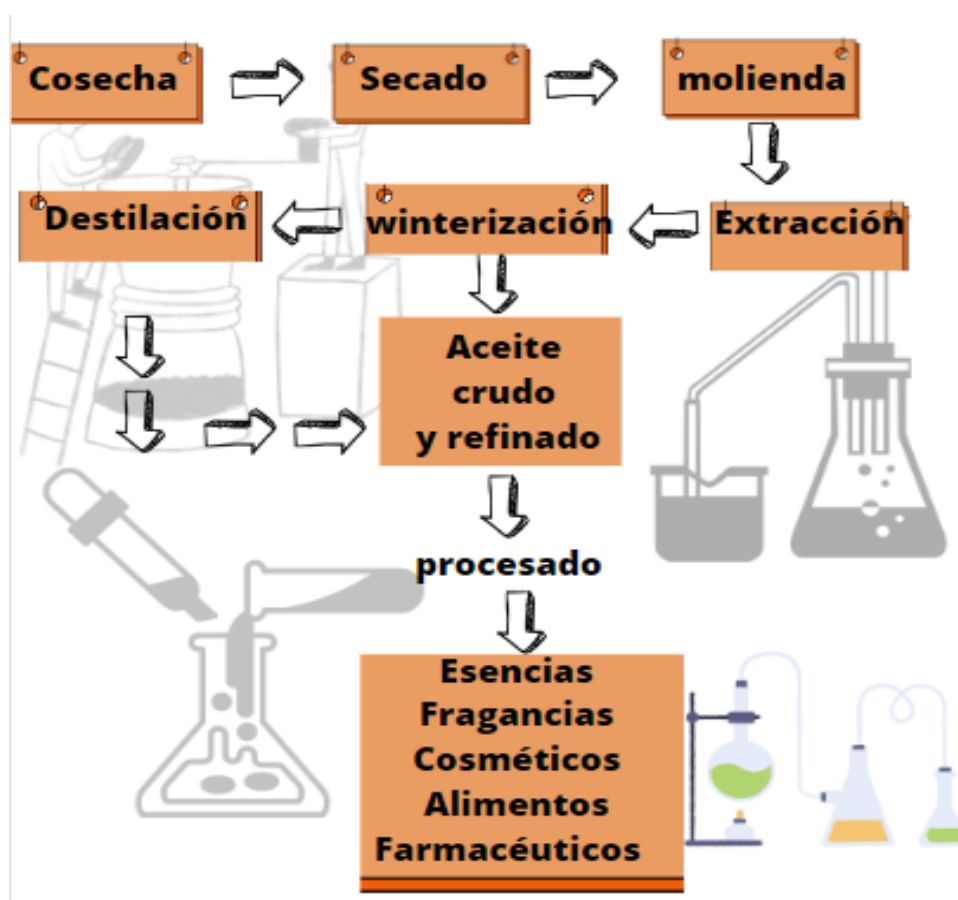 Cosecha
Secado
molienda
Extracción
winterización
Destilación
Aceite
crudo
y refinado
procesado
Esencias
Fragancias
Cosméticos
Alimentos
Farmacéuticos